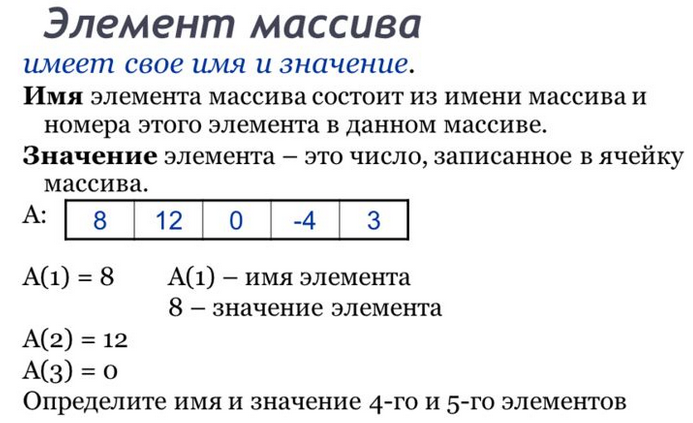 Элемент массива
имеет свое имя и значение.
Имя элемента массива состоит из имени массива и
номера этого элемента в данном массиве.
Значение элемента – это число, записанное в ячейку
массива.
А: 8 12 0 -4 3
А(1) = 8 А(1) – имя элемента
8 – значение элемента
А(2) = 12
А(3) = 0
Определите имя и значение 4-го и 5-го элементов